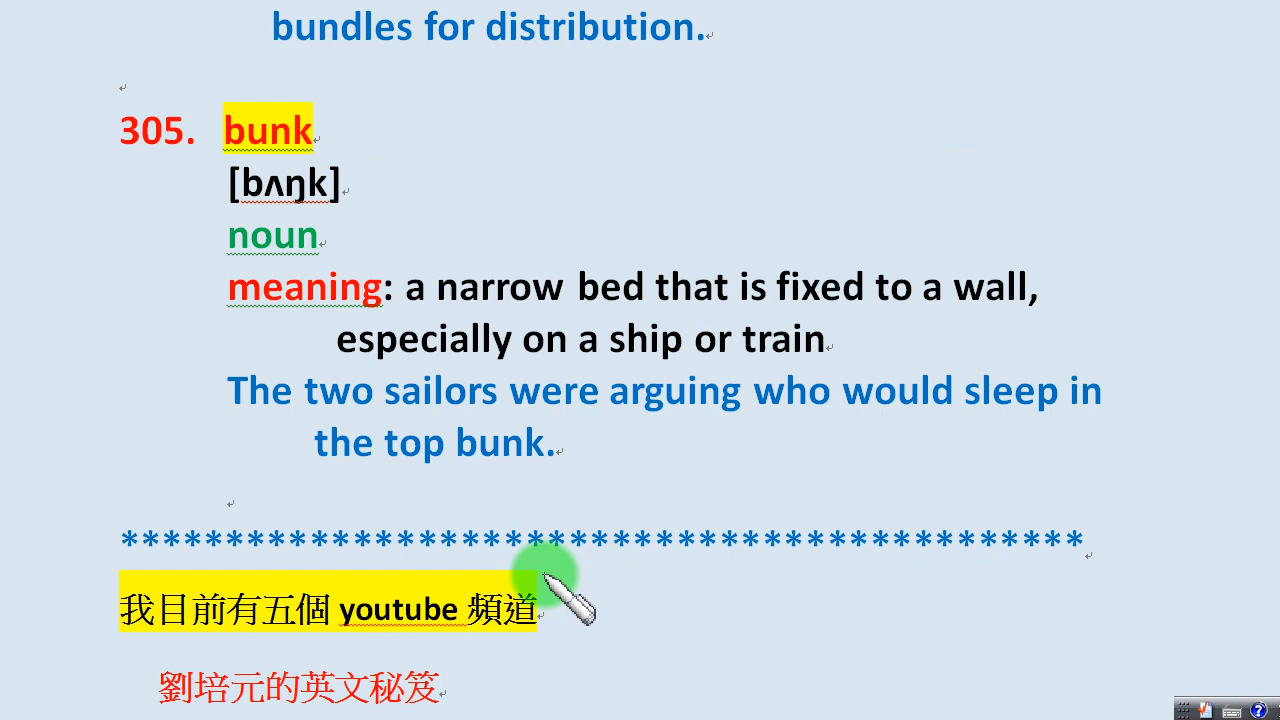 bundles for distribution.
305. bunk
[bʌŋk]
noun
meaning: a narrow bed that is fixed to a wall,
especially on a ship or train
The two sailors were arguing who would sleep in
the top bunk.
*********************************************
我目前有五個 youtube 頻道
劉培元的英文秘笈